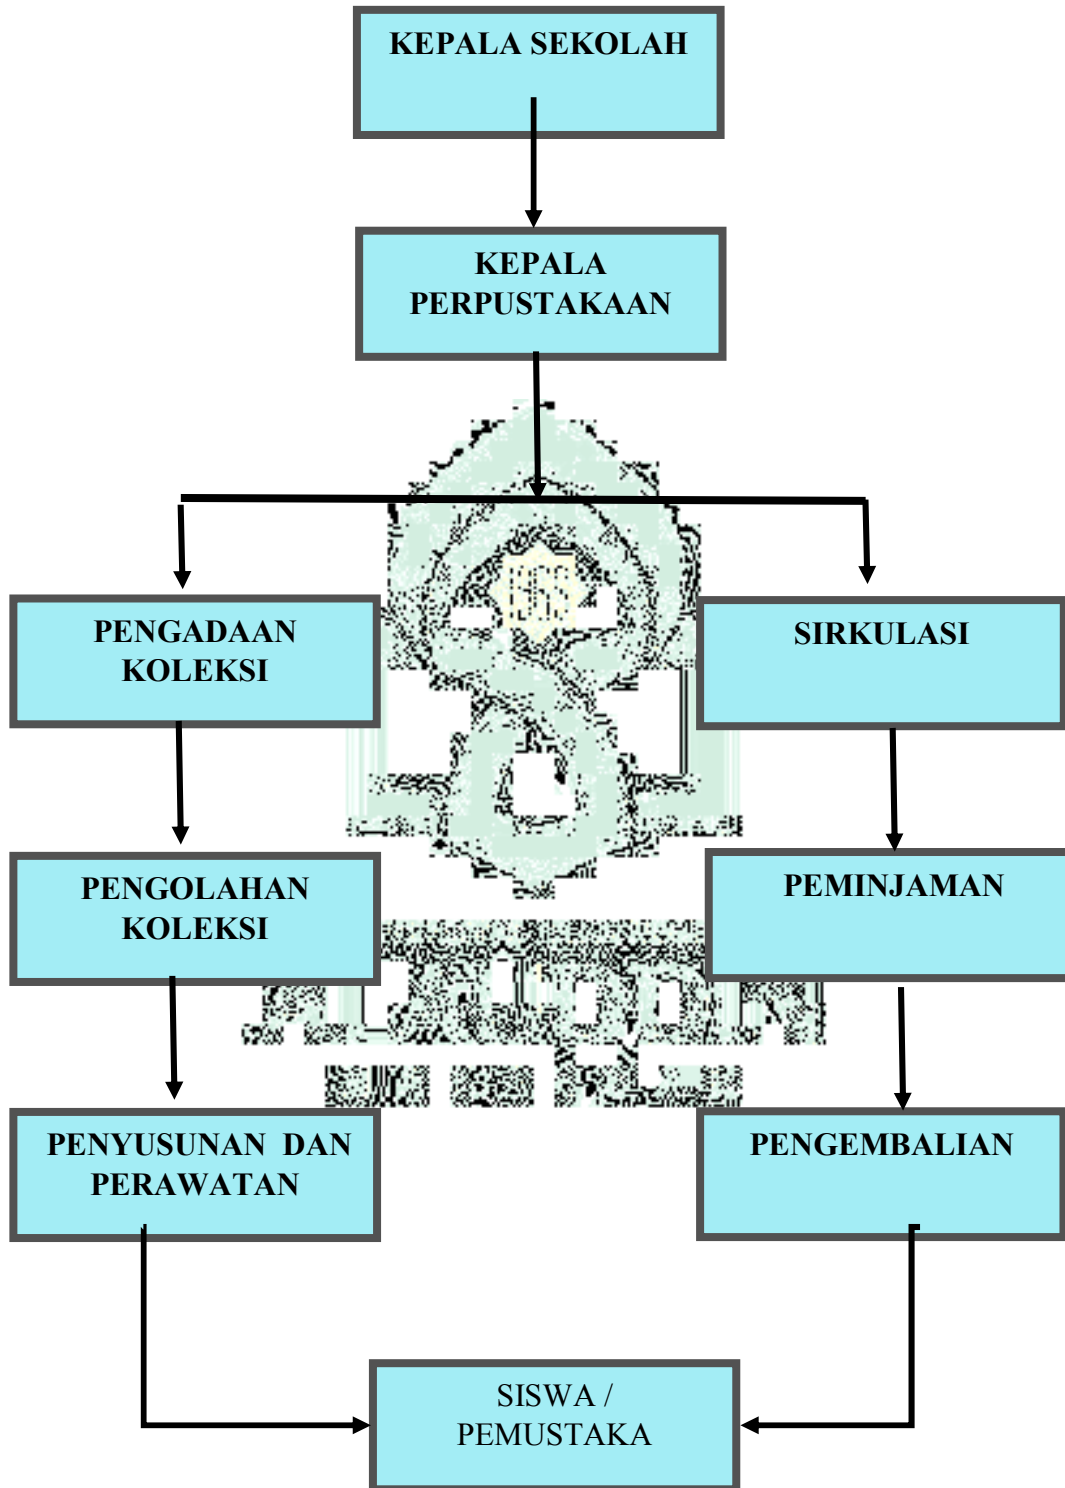 KEPALA SEKOLAH
KEPALA
PERPUSTAKAAN
PENGADAAN
KOLEKSI
SIRKULASI
PENGOLAHAN
KOLEKSI
PEMINJAMAN
PENYUSUNAN DAN
PERAWATAN
PENGEMBALIAN
SISWA /
PEMUSTAKA